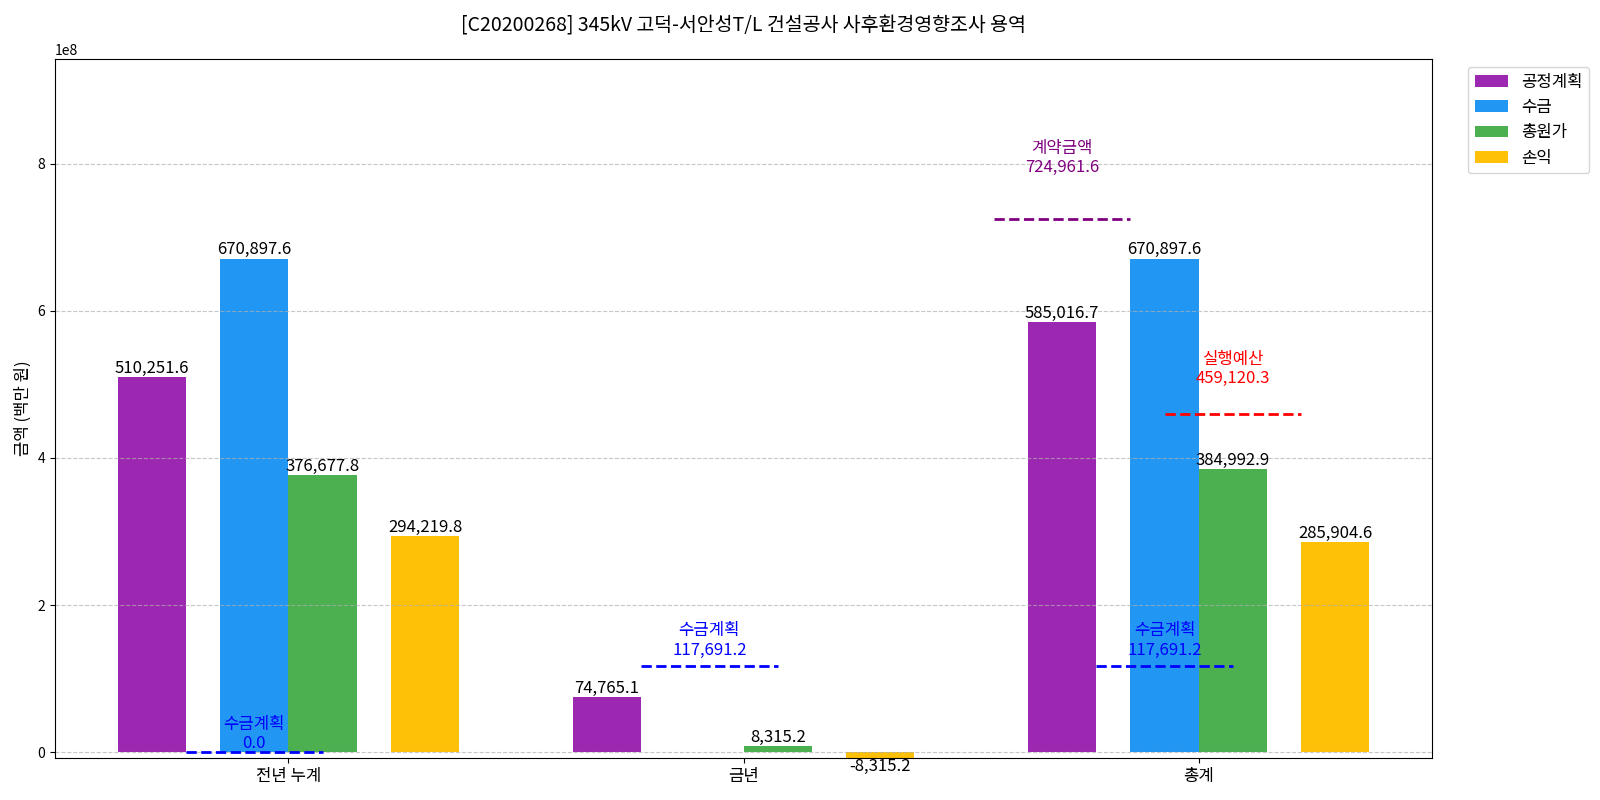 [C20200268] 345kV 고덕-서안성T/L 건설공사 사후환경영향조사 용역
1e8
금액 (백만 원)
8
6
4
2
0
공정계획
수금
총원가
손익
510,251.6
670,897.6
376,677.8
294,219.8
수금계획
0.0
전년 누계
74,765.1
수금계획
117,691.2
8,315.2
-8,315.2
금년
계약금액
724,961.6
585,016.7
670,897.6
실행예산
459,120.3
384,992.9
285,904.6
수금계획
117,691.2
총계